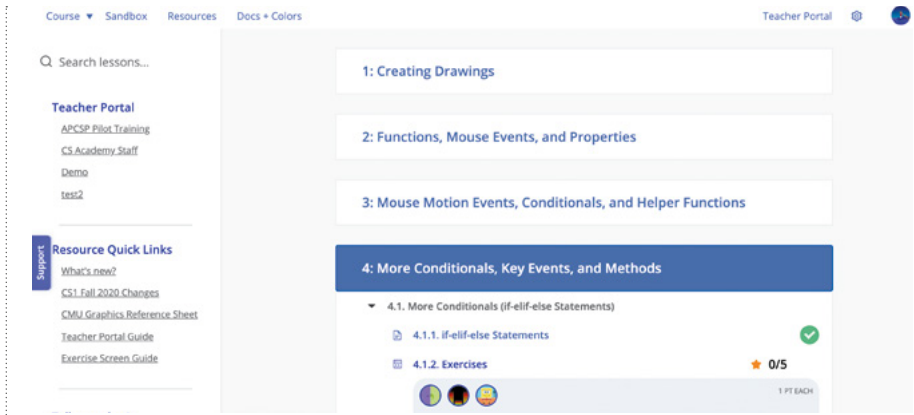 Course ▼ Sandbox Resources Docs + Colors Teacher Portal
Search lessons...
Teacher Portal
APCSP Pilot Training
CS Academy Staff
Demo
test2
Support
Resource Quick Links
What's new?
CS1 Fall 2020 Changes
CMU Graphics Reference Sheet
Teacher Portal Guide
Exercise Screen Guide
1: Creating Drawings
2: Functions, Mouse Events, and Properties
3: Mouse Motion Events, Conditionals, and Helper Functions
4: More Conditionals, Key Events, and Methods
4.1. More Conditionals (if-elif-else Statements)
4.1.1. if-elif-else Statements
4.1.2. Exercises 0/5
1 PT EACH